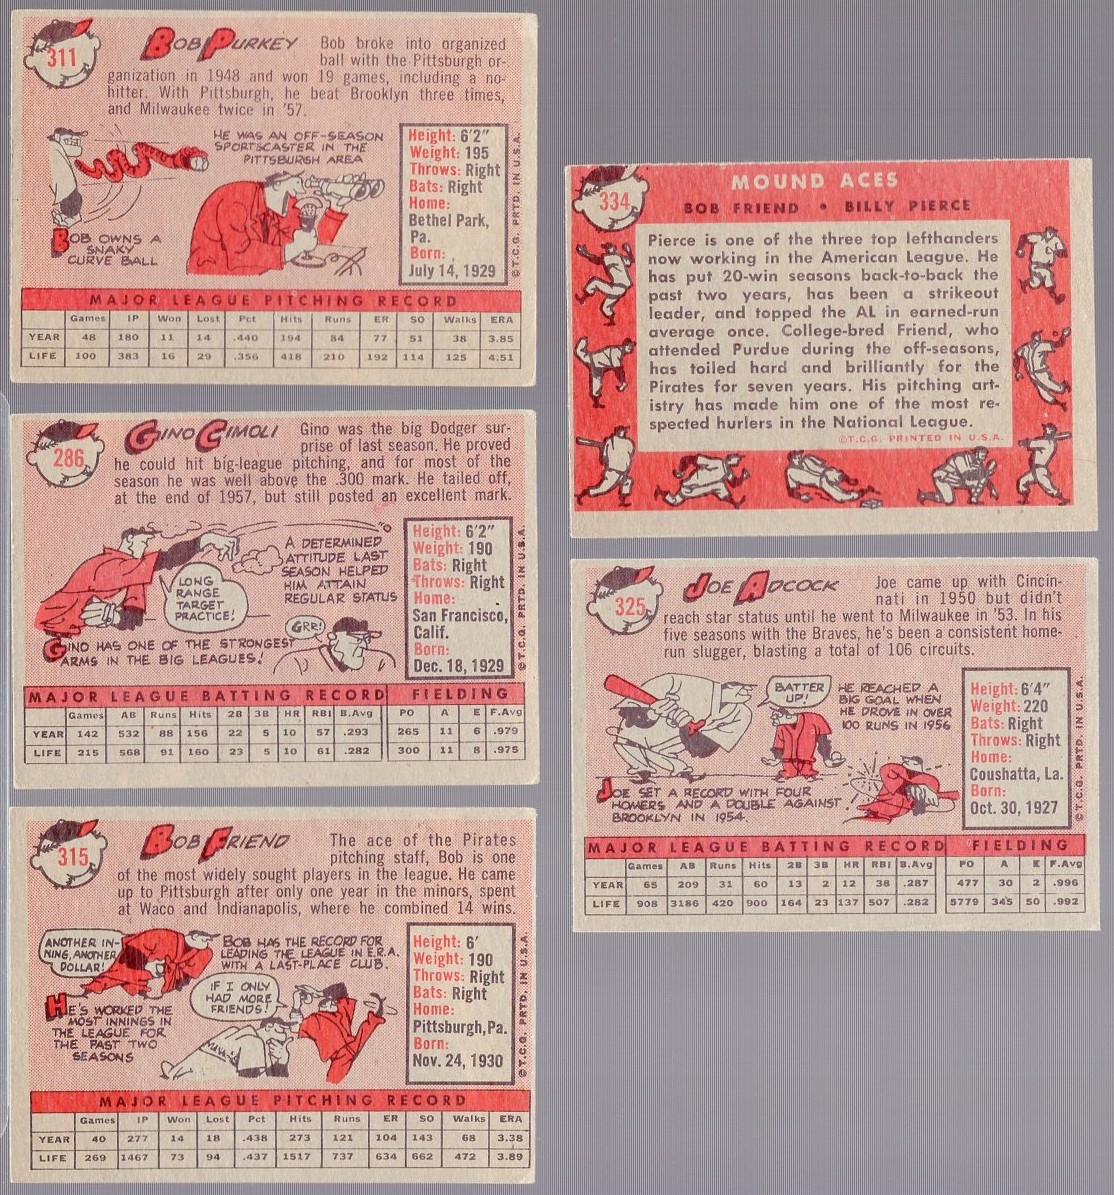 311
BOB PURKEY
Bob broke into organized
ball with the Pittsburgh or-
ganization in 1948 and won 19 games, including a no-
hitter. With Pittsburgh, he beat Brooklyn three times,
and Milwaukee twice in '57.
HE WAS AN OFF-SEASON
SPORTSCASTER IN THE
PITTSBURGH AREA
BOB OWNS A
SNAKY
CURVE BALL
Height: 6'2"
Weight: 195
Throws: Right
Bats: Right
Home:
Bethel Park,
Pa.
Born:
July 14, 1929
© T.C.G. PRTD. IN U.S.A.
MAJOR LEAGUE PITCHING RECORD
Games IP Won Lost Pct Hits Runs ER SO Walks ERA
YEAR 48 180 11 14 .440 194 84 77 51 38 3.85
LIFE 100 383 16 29 .356 418 210 192 114 125 4.51
286
GINO CIMOLI
Gino was the big Dodger sur-
prise of last season. He proved
he could hit big-league pitching, and for most of the
season he was well above the .300 mark. He tailed off,
at the end of 1957, but still posted an excellent mark.
A DETERMINED
ATTITUDE LAST
SEASON HELPED
HIM ATTAIN
REGULAR STATUS
LONG
RANGE
TARGET
PRACTICE!
GRR!
GINO HAS ONE OF THE STRONGEST
ARMS IN THE BIG LEAGUES!
Height: 6'2"
Weight: 190
Bats: Right
Throws: Right
Home:
San Francisco,
Calif.
Born:
Dec. 18, 1929
© T.C.G. PRTD. IN U.S.A.
MAJOR LEAGUE BATTING RECORD FIELDING
Games AB Runs Hits 2B 3B HR RBI B.Avg PO A E F.Avg
YEAR 142 532 88 156 22 5 10 57 .293 265 11 6 .979
LIFE 215 568 91 160 23 5 10 61 .282 300 11 8 .975
315
BOB FRIEND
The ace of the Pirates
pitching staff, Bob is one
of the most widely sought players in the league. He came
up to Pittsburgh after only one year in the minors, spent
at Waco and Indianapolis, where he combined 14 wins.
ANOTHER IN-
NING, ANOTHER
DOLLAR!
BOB HAS THE RECORD FOR
LEADING THE LEAGUE IN E.R.A.
WITH A LAST-PLACE CLUB.
IF I ONLY
HAD MORE
FRIENDS!
HE'S WORKED THE
MOST INNINGS IN
THE LEAGUE FOR
THE PAST TWO
SEASONS
Height: 6'
Weight: 190
Throws: Right
Bats: Right
Home:
Pittsburgh, Pa.
Born:
Nov. 24, 1930
© T.C.G. PRTD. IN U.S.A.
MAJOR LEAGUE PITCHING RECORD
Games IP Won Lost Pct Hits Runs ER SO Walks ERA
YEAR 40 277 14 18 .438 273 121 104 143 68 3.38
LIFE 269 1467 73 94 .437 1517 737 634 662 472 3.89
334
MOUND ACES
BOB FRIEND • BILLY PIERCE
Pierce is one of the three top lefthanders
now working in the American League. He
has put 20-win seasons back-to-back the
past two years, has been a strikeout
leader, and topped the AL in earned-run
average once. College-bred Friend, who
attended Purdue during the off-seasons,
has toiled hard and brilliantly for the
Pirates for seven years. His pitching art-
istry has made him one of the most re-
spected hurlers in the National League.
©T.C.G. PRINTED IN U.S.A.
325
JOE ADCOCK
Joe came up with Cincin-
nati in 1950 but didn't
reach star status until he went to Milwaukee in '53. In his
five seasons with the Braves, he's been a consistent home-
run slugger, blasting a total of 106 circuits.
BATTER
UP!
HE REACHED A
BIG GOAL WHEN
HE DROVE IN OVER
100 RUNS IN 1956
JOE SET A RECORD WITH FOUR
HOMERS AND A DOUBLE AGAINST
BROOKLYN IN 1954.
Height: 6'4"
Weight: 220
Bats: Right
Throws: Right
Home:
Coushatta, La.
Born:
Oct. 30, 1927
© T.C.G. PRTD. IN U.S.A.
MAJOR LEAGUE BATTING RECORD FIELDING
Games AB Runs Hits 2B 3B HR RBI B.Avg PO A E F.Avg
YEAR 65 209 31 60 13 2 12 38 .287 477 30 2 .996
LIFE 908 3186 420 900 164 23 137 507 .282 5779 345 50 .992